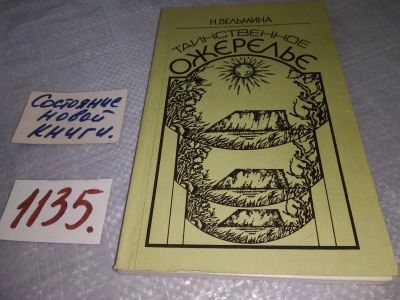 Н. ВЕЛЬМИНА
ТАИНСТВЕННОЕ
ОЖЕРЕЛЬЕ
Состояние
новой
книги.
1135.